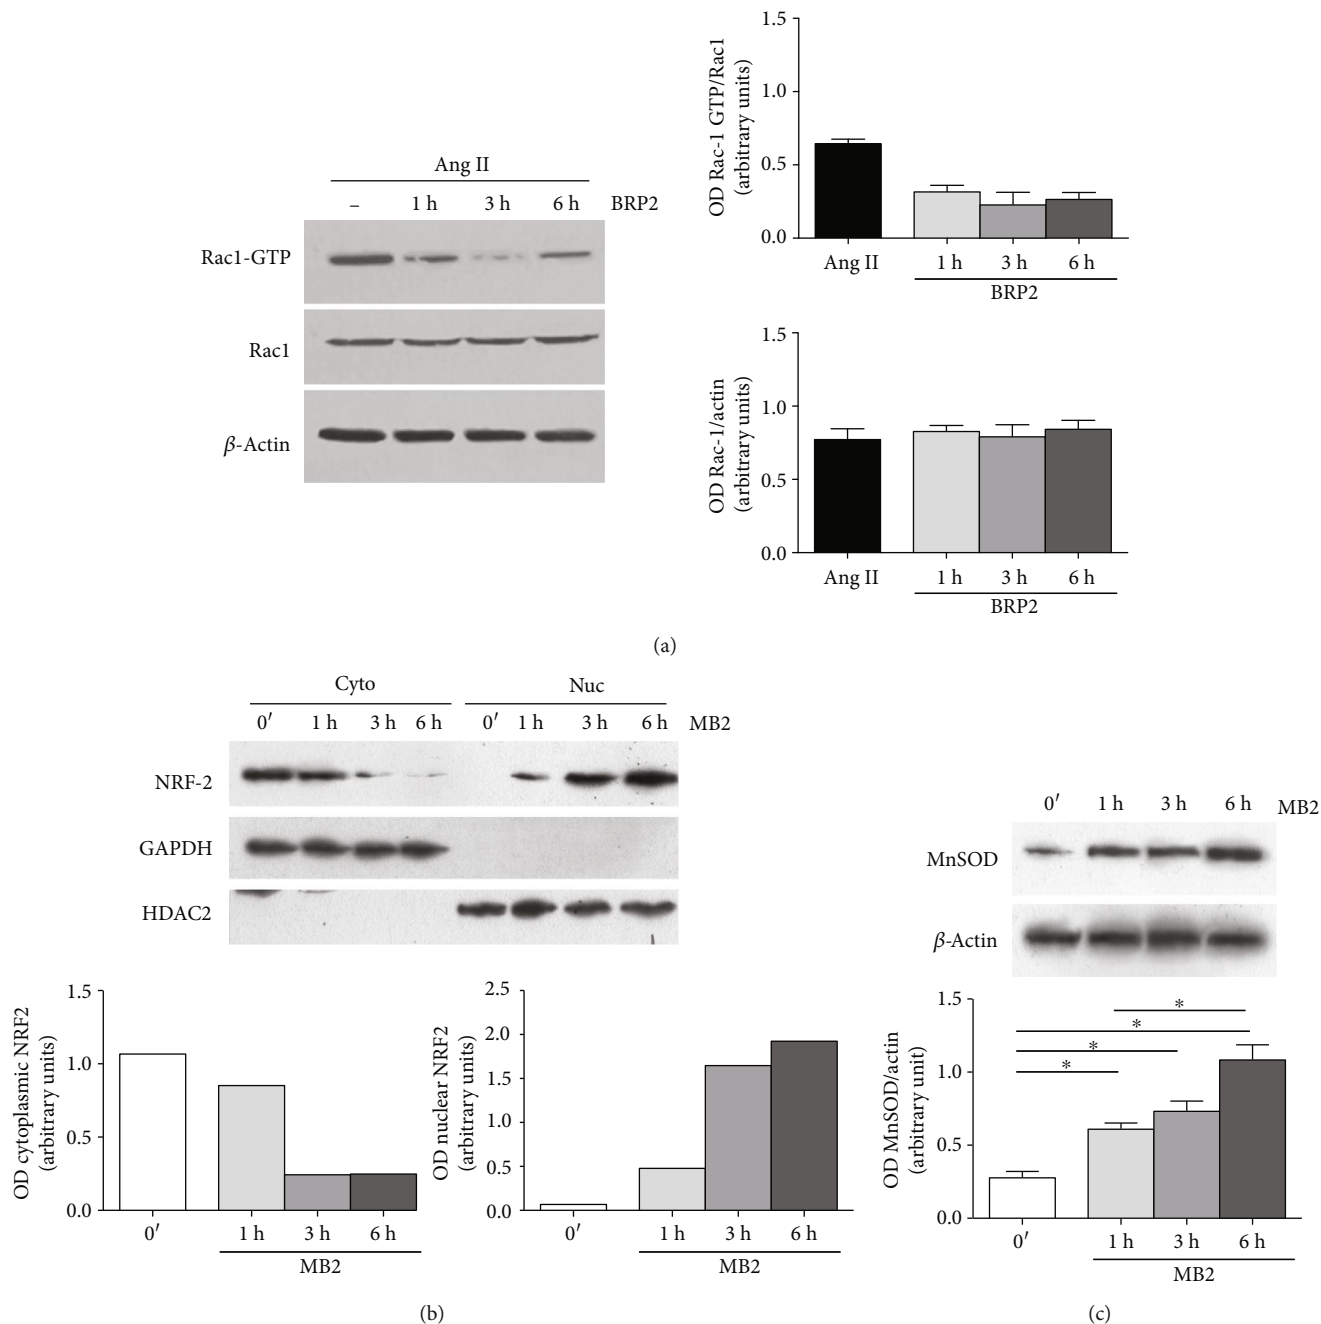 Ang II
– 1 h 3 h 6 h BRP2
Rac1-GTP
Rac1
β-Actin
OD Rac-1 GTP/Rac1
(arbitrary units)
1.5
1.0
0.5
0.0
Ang II 1 h 3 h 6 h
BRP2
OD Rac-1/actin
(arbitrary units)
1.5
1.0
0.5
0.0
Ang II 1 h 3 h 6 h
BRP2
(a)
Cyto Nuc
0′ 1 h 3 h 6 h 0′ 1 h 3 h 6 h MB2
NRF-2
GAPDH
HDAC2
OD cytoplasmic NRF2
(arbitrary units)
1.5
1.0
0.5
0.0
0′ 1 h 3 h 6 h
MB2
OD nuclear NRF2
(arbitrary units)
2.5
2.0
1.5
1.0
0.5
0.0
0′ 1 h 3 h 6 h
MB2
(b)
0′ 1 h 3 h 6 h MB2
MnSOD
β-Actin
OD MnSOD/actin
(arbitrary unit)
1.5
1.0
0.5
0.0
*
*
*
*
0′ 1 h 3 h 6 h
MB2
(c)